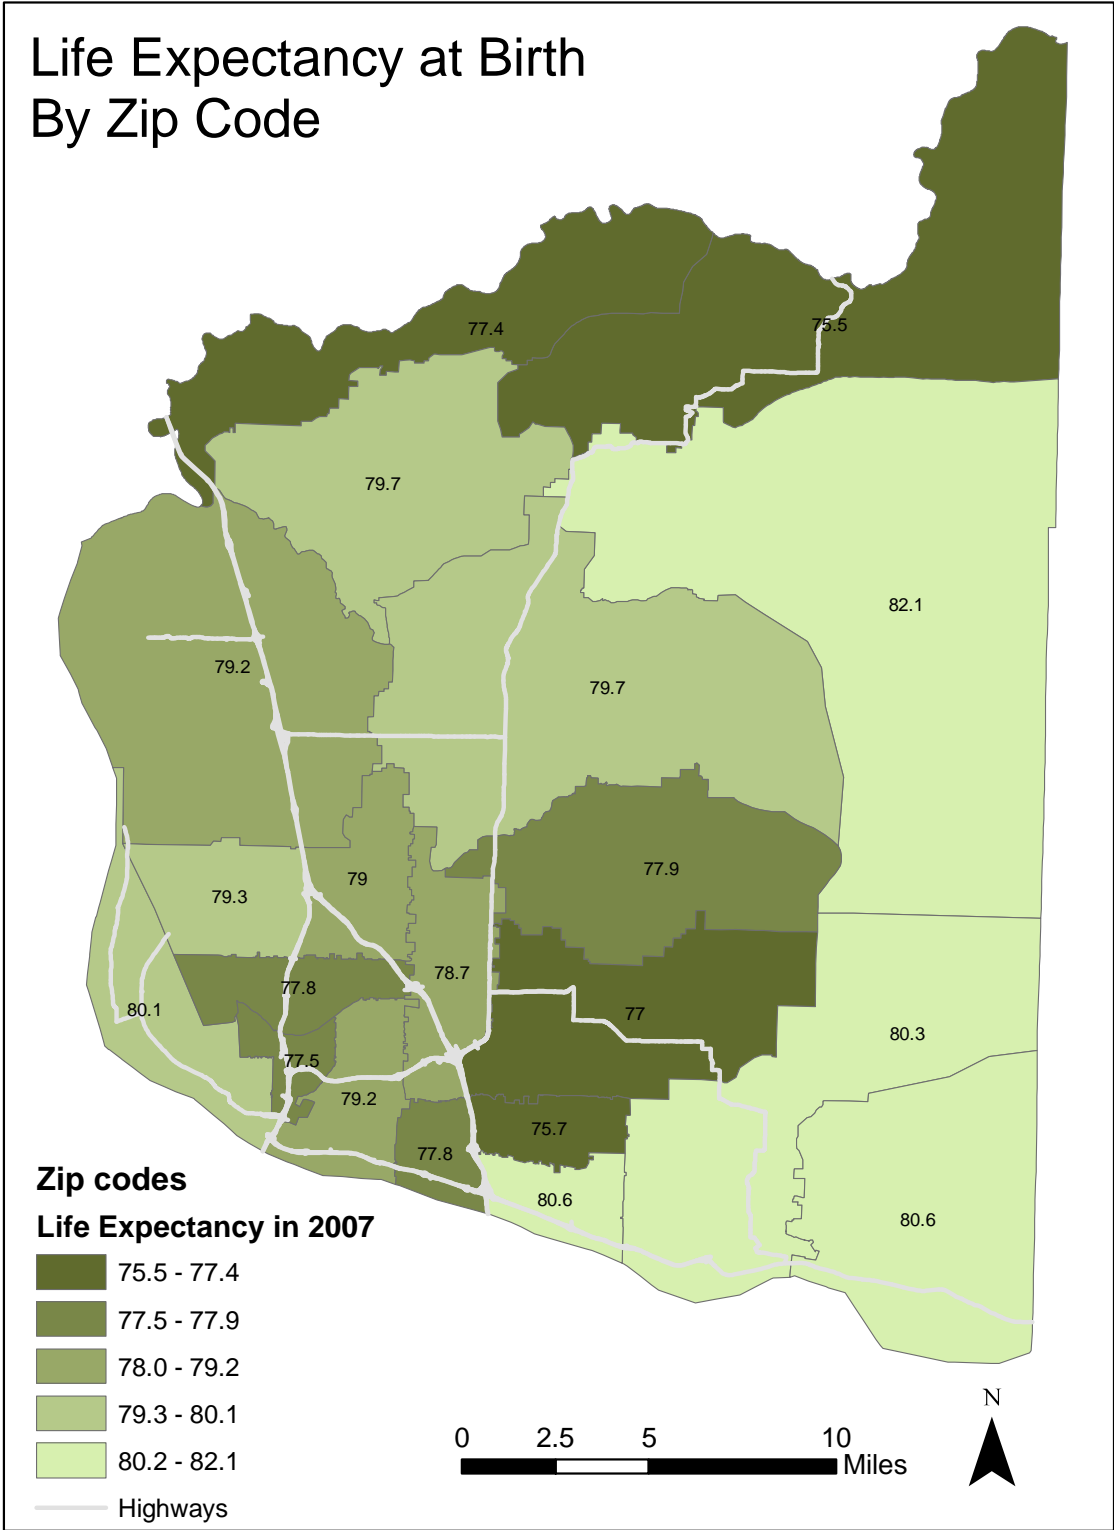 Life Expectancy at Birth
By Zip Code
75.5
77.4
79.7
82.1
79.2
79.7
77.9
79
79.3
78.7
77.8
80.1
77
80.3
77.5
79.2
75.7
77.8
80.6
80.6
Zip codes
Life Expectancy in 2007
75.5 - 77.4
77.5 - 77.9
78.0 - 79.2
79.3 - 80.1
80.2 - 82.1
Highways
0 2.5 5 10
Miles
N